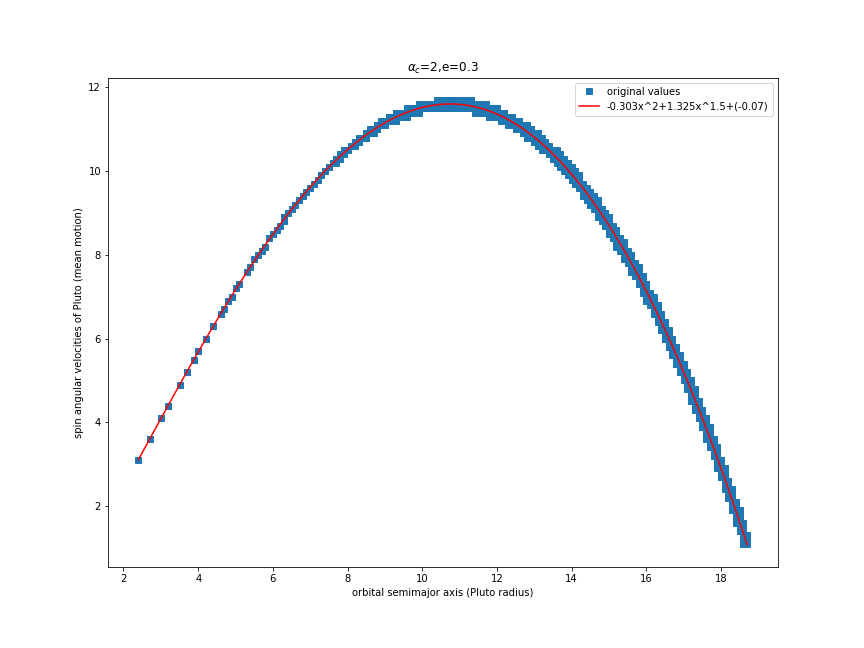 α_c=2,e=0.3
original values
-0.303x^2+1.325x^1.5+(-0.07)
spin angular velocities of Pluto (mean motion)
12
10
8
6
4
2
2 4 6 8 10 12 14 16 18
orbital semimajor axis (Pluto radius)